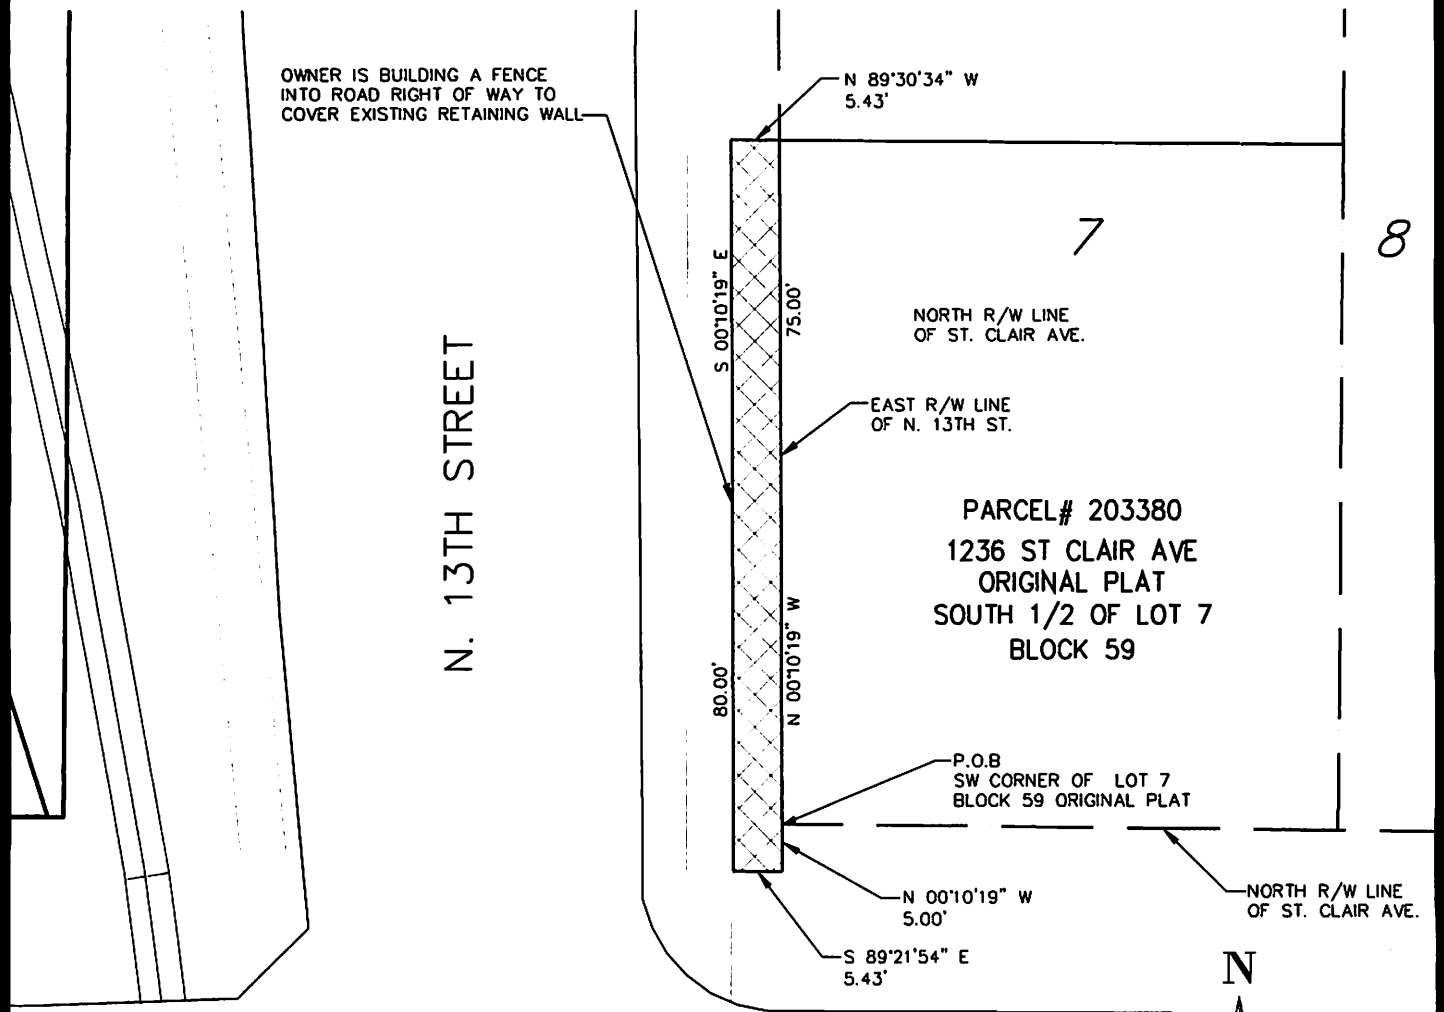 OWNER IS BUILDING A FENCE
INTO ROAD RIGHT OF WAY TO
COVER EXISTING RETAINING WALL
N 89°30'34" W
5.43'
7
8
S 00°10'19" E
75.00'
NORTH R/W LINE
OF ST. CLAIR AVE.
N. 13TH STREET
EAST R/W LINE
OF N. 13TH ST.
PARCEL# 203380
1236 ST CLAIR AVE
ORIGINAL PLAT
SOUTH 1/2 OF LOT 7
BLOCK 59
80.00'
N 00°10'19" W
P.O.B
SW CORNER OF LOT 7
BLOCK 59 ORIGINAL PLAT
N 00°10'19" W
5.00'
NORTH R/W LINE
OF ST. CLAIR AVE.
S 89°21'54" E
5.43'
N